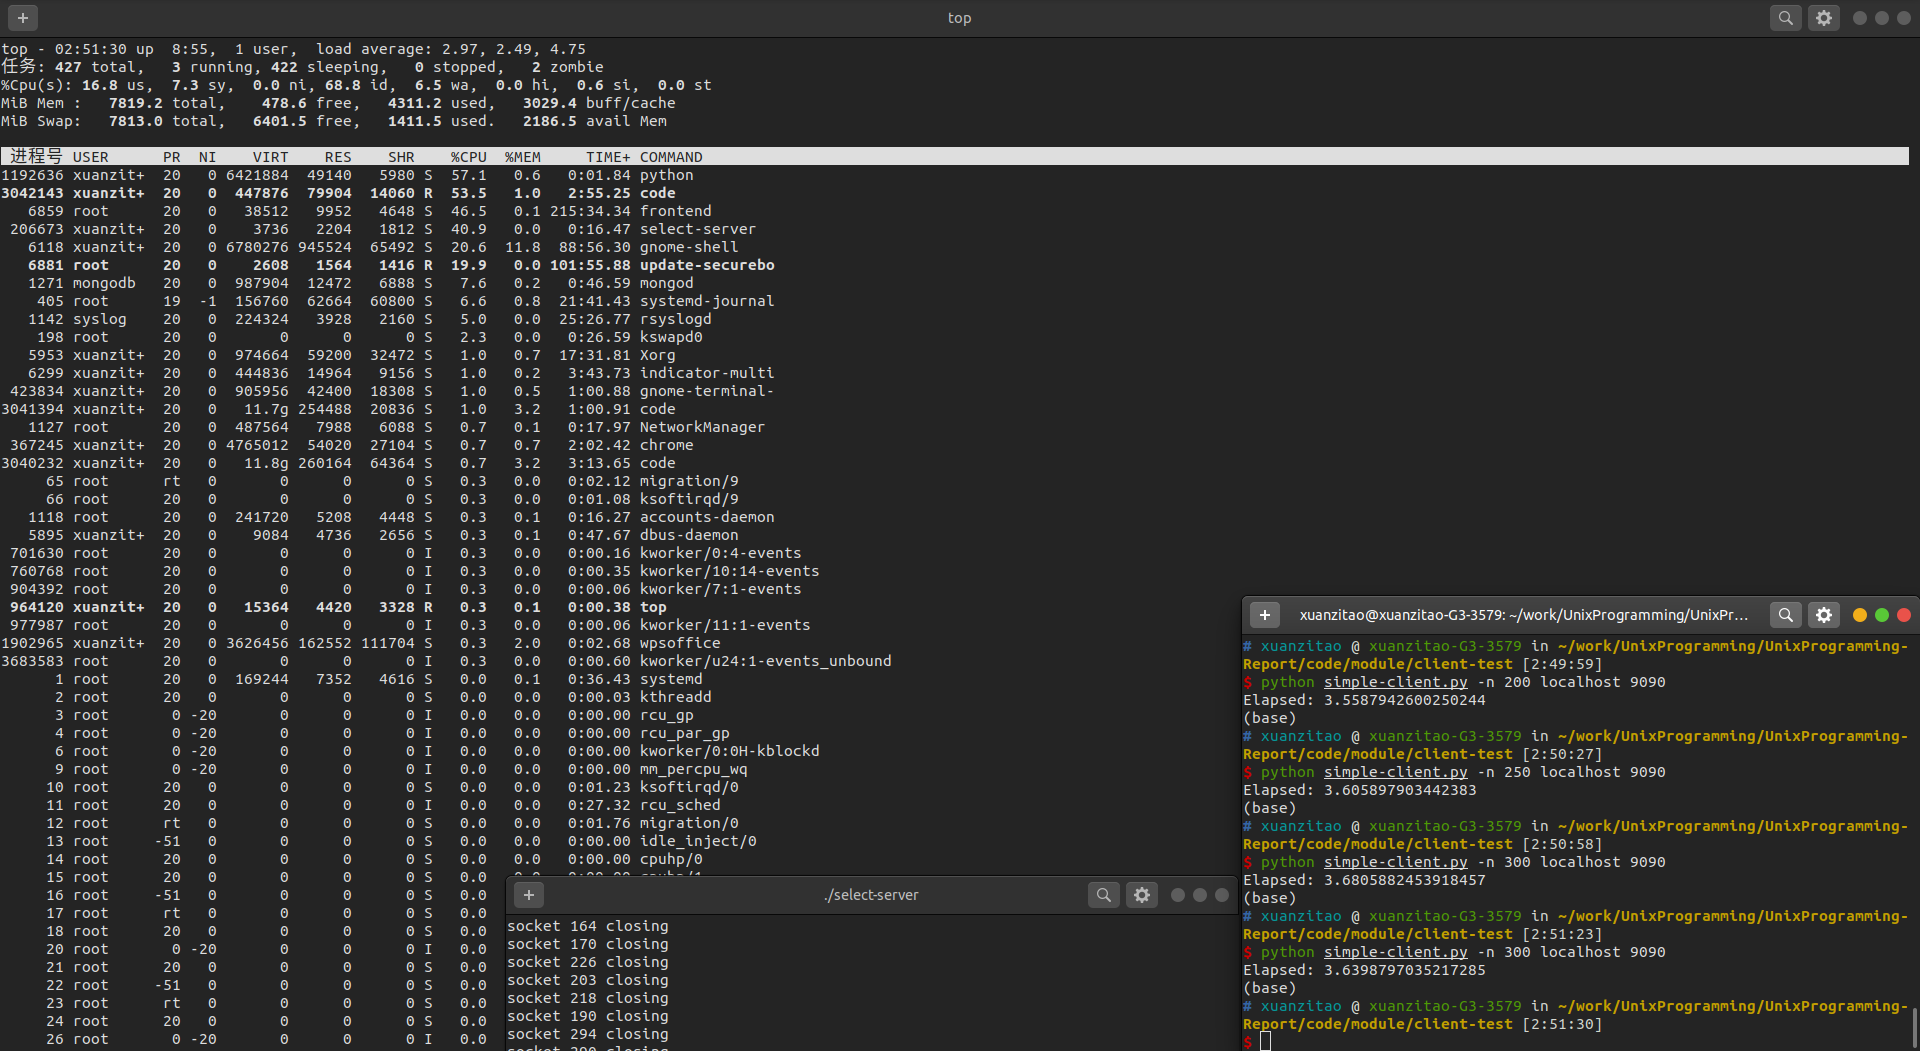 top
top - 02:51:30 up  8:55,  1 user,  load average: 2.97, 2.49, 4.75
任务: 427 total,   3 running, 422 sleeping,   0 stopped,   2 zombie
%Cpu(s): 16.8 us,  7.3 sy,  0.0 ni, 68.8 id,  6.5 wa,  0.0 hi,  0.6 si,  0.0 st
MiB Mem :   7819.2 total,    478.6 free,   4311.2 used,   3029.4 buff/cache
MiB Swap:   7813.0 total,   6401.5 free,   1411.5 used.   2186.5 avail Mem
进程号 USER      PR  NI    VIRT    RES    SHR    %CPU  %MEM     TIME+ COMMAND
1192636 xuanzit+  20   0 6421884  49140   5980 S  57.1   0.6   0:01.84 python
3042143 xuanzit+  20   0  447876  79904  14060 R  53.5   1.0   2:55.25 code
6859 root      20   0   38512   9952   4648 S  46.5   0.1 215:34.34 frontend
206673 xuanzit+  20   0    3736   2204   1812 S  40.9   0.0   0:16.47 select-server
6118 xuanzit+  20   0 6780276 945524  65492 S  20.6  11.8  88:56.30 gnome-shell
6881 root      20   0    2608   1564   1416 R  19.9   0.0 101:55.88 update-securebo
1271 mongodb   20   0  987904  12472   6888 S   7.6   0.2   0:46.59 mongod
405 root      19  -1  156760  62664  60800 S   6.6   0.8  21:41.43 systemd-journal
1142 syslog    20   0  224324   3928   2160 S   5.0   0.0  25:26.77 rsyslogd
198 root      20   0       0      0      0 S   2.3   0.0   0:26.59 kswapd0
5953 xuanzit+  20   0  974664  59200  32472 S   1.0   0.7  17:31.81 Xorg
6299 xuanzit+  20   0  444836  14964   9156 S   1.0   0.2   3:43.73 indicator-multi
423834 xuanzit+  20   0  905956  42400  18308 S   1.0   0.5   1:00.88 gnome-terminal-
3041394 xuanzit+  20   0   11.7g 254488  20836 S   1.0   3.2   1:00.91 code
1127 root      20   0  487564   7988   6088 S   0.7   0.1   0:17.97 NetworkManager
367245 xuanzit+  20   0 4765012  54020  27104 S   0.7   0.7   2:02.42 chrome
3040232 xuanzit+  20   0   11.8g 260164  64364 S   0.7   3.2   3:13.65 code
65 root      rt   0       0      0      0 S   0.3   0.0   0:02.12 migration/9
66 root      20   0       0      0      0 S   0.3   0.0   0:01.08 ksoftirqd/9
1118 root      20   0  241720   5208   4448 S   0.3   0.1   0:16.27 accounts-daemon
5895 xuanzit+  20   0    9084   4736   2656 S   0.3   0.1   0:47.67 dbus-daemon
701630 root      20   0       0      0      0 I   0.3   0.0   0:00.16 kworker/0:4-events
760768 root      20   0       0      0      0 I   0.3   0.0   0:00.35 kworker/10:14-events
904392 root      20   0       0      0      0 I   0.3   0.0   0:00.06 kworker/7:1-events
964120 xuanzit+  20   0   15364   4420   3328 R   0.3   0.1   0:00.38 top
977987 root      20   0       0      0      0 I   0.3   0.0   0:00.06 kworker/11:1-events
1902965 xuanzit+  20   0 3626456 162552 111704 S   0.3   2.0   0:02.68 wpsoffice
3683583 root      20   0       0      0      0 I   0.3   0.0   0:00.60 kworker/u24:1-events_unbound
1 root      20   0  169244   7352   4616 S   0.0   0.1   0:36.43 systemd
2 root      20   0       0      0      0 S   0.0   0.0   0:00.03 kthreadd
3 root       0 -20       0      0      0 I   0.0   0.0   0:00.00 rcu_gp
4 root       0 -20       0      0      0 I   0.0   0.0   0:00.00 rcu_par_gp
6 root       0 -20       0      0      0 I   0.0   0.0   0:00.00 kworker/0:0H-kblockd
9 root       0 -20       0      0      0 I   0.0   0.0   0:00.00 mm_percpu_wq
10 root      20   0       0      0      0 S   0.0   0.0   0:01.23 ksoftirqd/0
11 root      20   0       0      0      0 I   0.0   0.0   0:27.32 rcu_sched
12 root      rt   0       0      0      0 S   0.0   0.0   0:01.76 migration/0
13 root     -51   0       0      0      0 S   0.0   0.0   0:00.00 idle_inject/0
14 root      20   0       0      0      0 S   0.0   0.0   0:00.00 cpuhp/0
15 root      20   0       0      0      0 S   0.0
16 root     -51   0       0      0      0 S   0.0
17 root      rt   0       0      0      0 S   0.0
18 root      20   0       0      0      0 S   0.0
20 root       0 -20       0      0      0 I   0.0
21 root      20   0       0      0      0 S   0.0
22 root     -51   0       0      0      0 S   0.0
23 root      rt   0       0      0      0 S   0.0
24 root      20   0       0      0      0 S   0.0
26 root       0 -20       0      0      0 I   0.0
./select-server
socket 164 closing
socket 170 closing
socket 226 closing
socket 203 closing
socket 218 closing
socket 190 closing
socket 294 closing
xuanzitao@xuanzitao-G3-3579: ~/work/UnixProgramming/UnixPr...
# xuanzitao @ xuanzitao-G3-3579 in ~/work/UnixProgramming/UnixProgramming-
Report/code/module/client-test [2:49:59]
$ python simple-client.py -n 200 localhost 9090
Elapsed: 3.5587942600250244
(base)
# xuanzitao @ xuanzitao-G3-3579 in ~/work/UnixProgramming/UnixProgramming-
Report/code/module/client-test [2:50:27]
$ python simple-client.py -n 250 localhost 9090
Elapsed: 3.605897903442383
(base)
# xuanzitao @ xuanzitao-G3-3579 in ~/work/UnixProgramming/UnixProgramming-
Report/code/module/client-test [2:50:58]
$ python simple-client.py -n 300 localhost 9090
Elapsed: 3.6805882453918457
(base)
# xuanzitao @ xuanzitao-G3-3579 in ~/work/UnixProgramming/UnixProgramming-
Report/code/module/client-test [2:51:23]
$ python simple-client.py -n 300 localhost 9090
Elapsed: 3.6398797035217285
(base)
# xuanzitao @ xuanzitao-G3-3579 in ~/work/UnixProgramming/UnixProgramming-
Report/code/module/client-test [2:51:30]
$